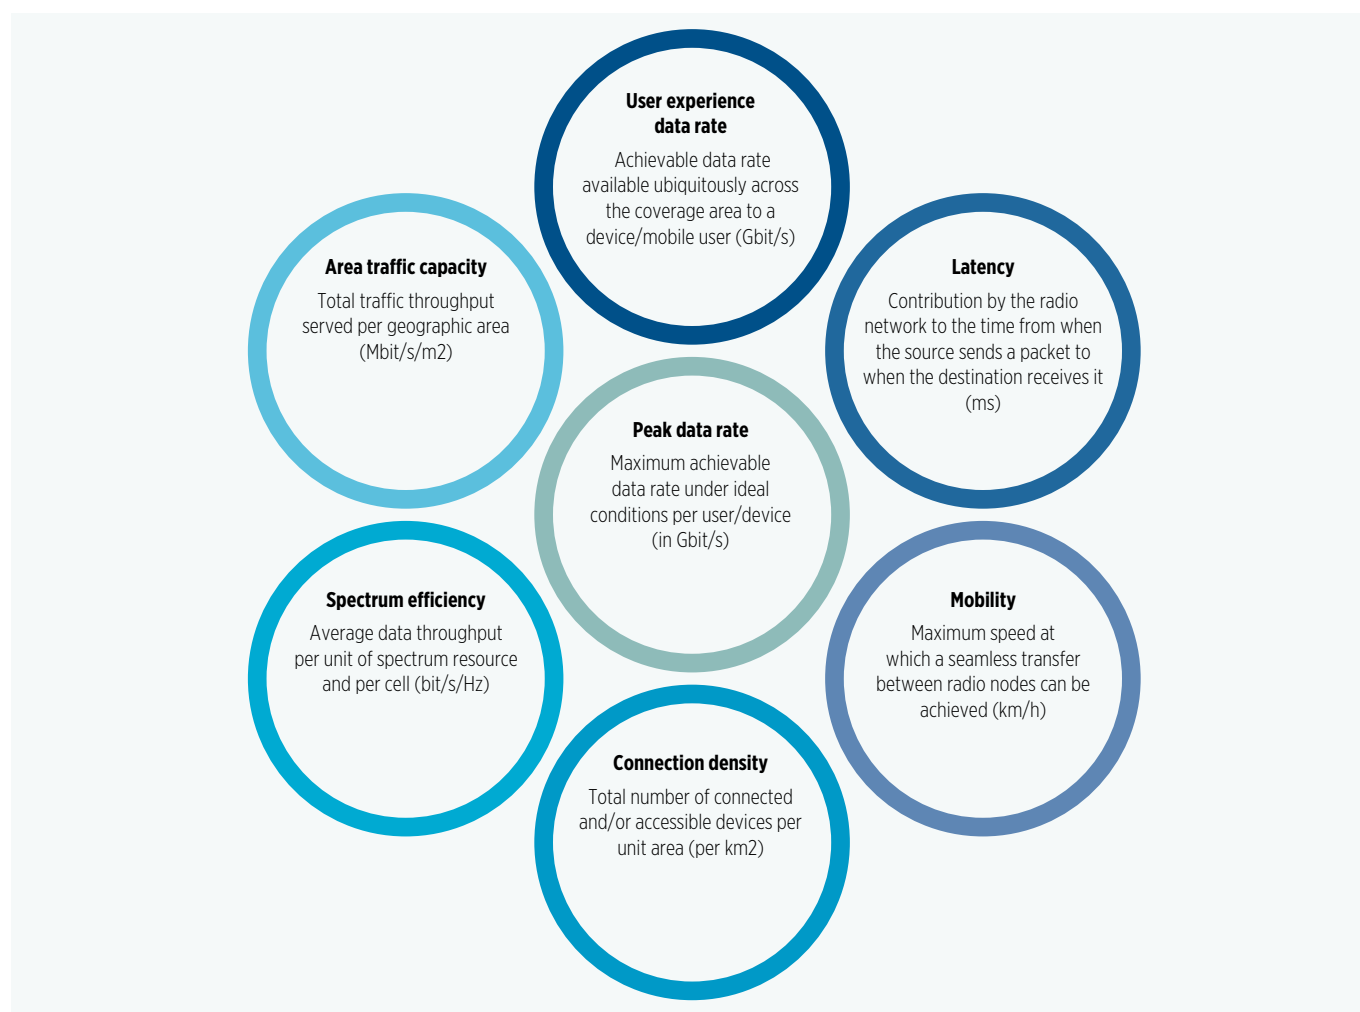 User experience
data rate
Achievable data rate
available ubiquitously across
the coverage area to a
device/mobile user (Gbit/s)
Area traffic capacity
Total traffic throughput
served per geographic area
(Mbit/s/m2)
Latency
Contribution by the radio
network to the time from when
the source sends a packet to
when the destination receives it
(ms)
Peak data rate
Maximum achievable
data rate under ideal
conditions per user/device
(in Gbit/s)
Spectrum efficiency
Average data throughput
per unit of spectrum resource
and per cell (bit/s/Hz)
Mobility
Maximum speed at
which a seamless transfer
between radio nodes can be
achieved (km/h)
Connection density
Total number of connected
and/or accessible devices per
unit area (per km2)